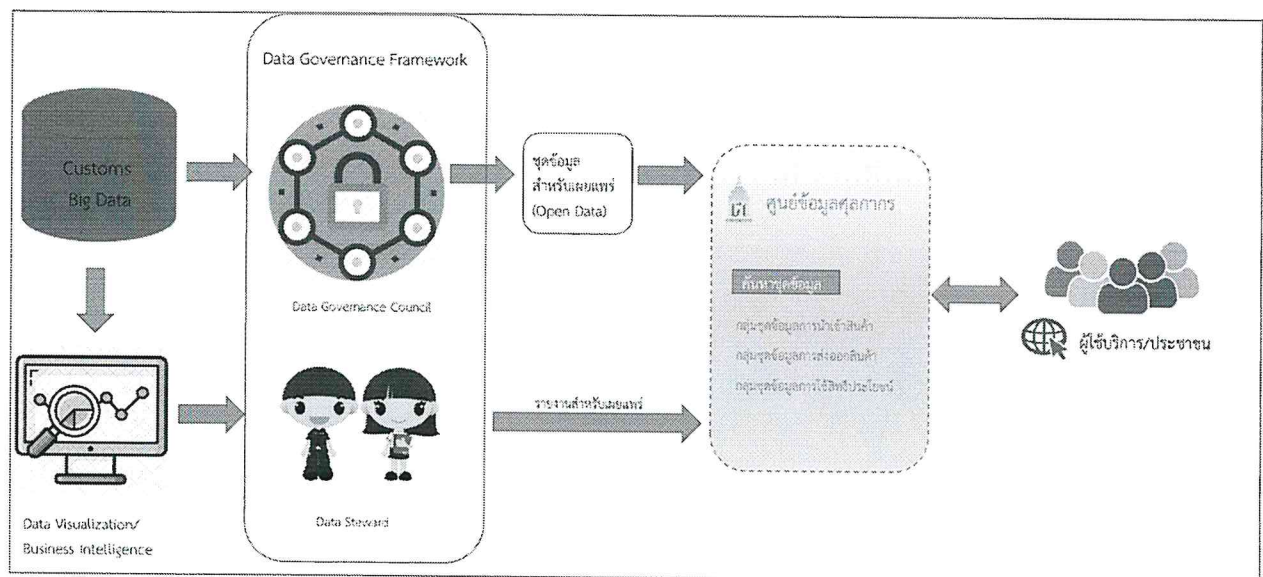 Data Governance Framework
Customs
Big Data
ชุดข้อมูล
สำหรับเผยแพร่
(Open Data)
Data Governance Council
ศูนย์ข้อมูลศุลกากร
ค้นหาชุดข้อมูล
กลุ่มชุดข้อมูลการนำเข้าสินค้า
กลุ่มชุดข้อมูลการส่งออกสินค้า
กลุ่มชุดข้อมูลการใช้สิทธิประโยชน์
ผู้ใช้บริการ/ประชาชน
รายงานสำหรับเผยแพร่
Data Steward
Data Visualization/
Business Intelligence